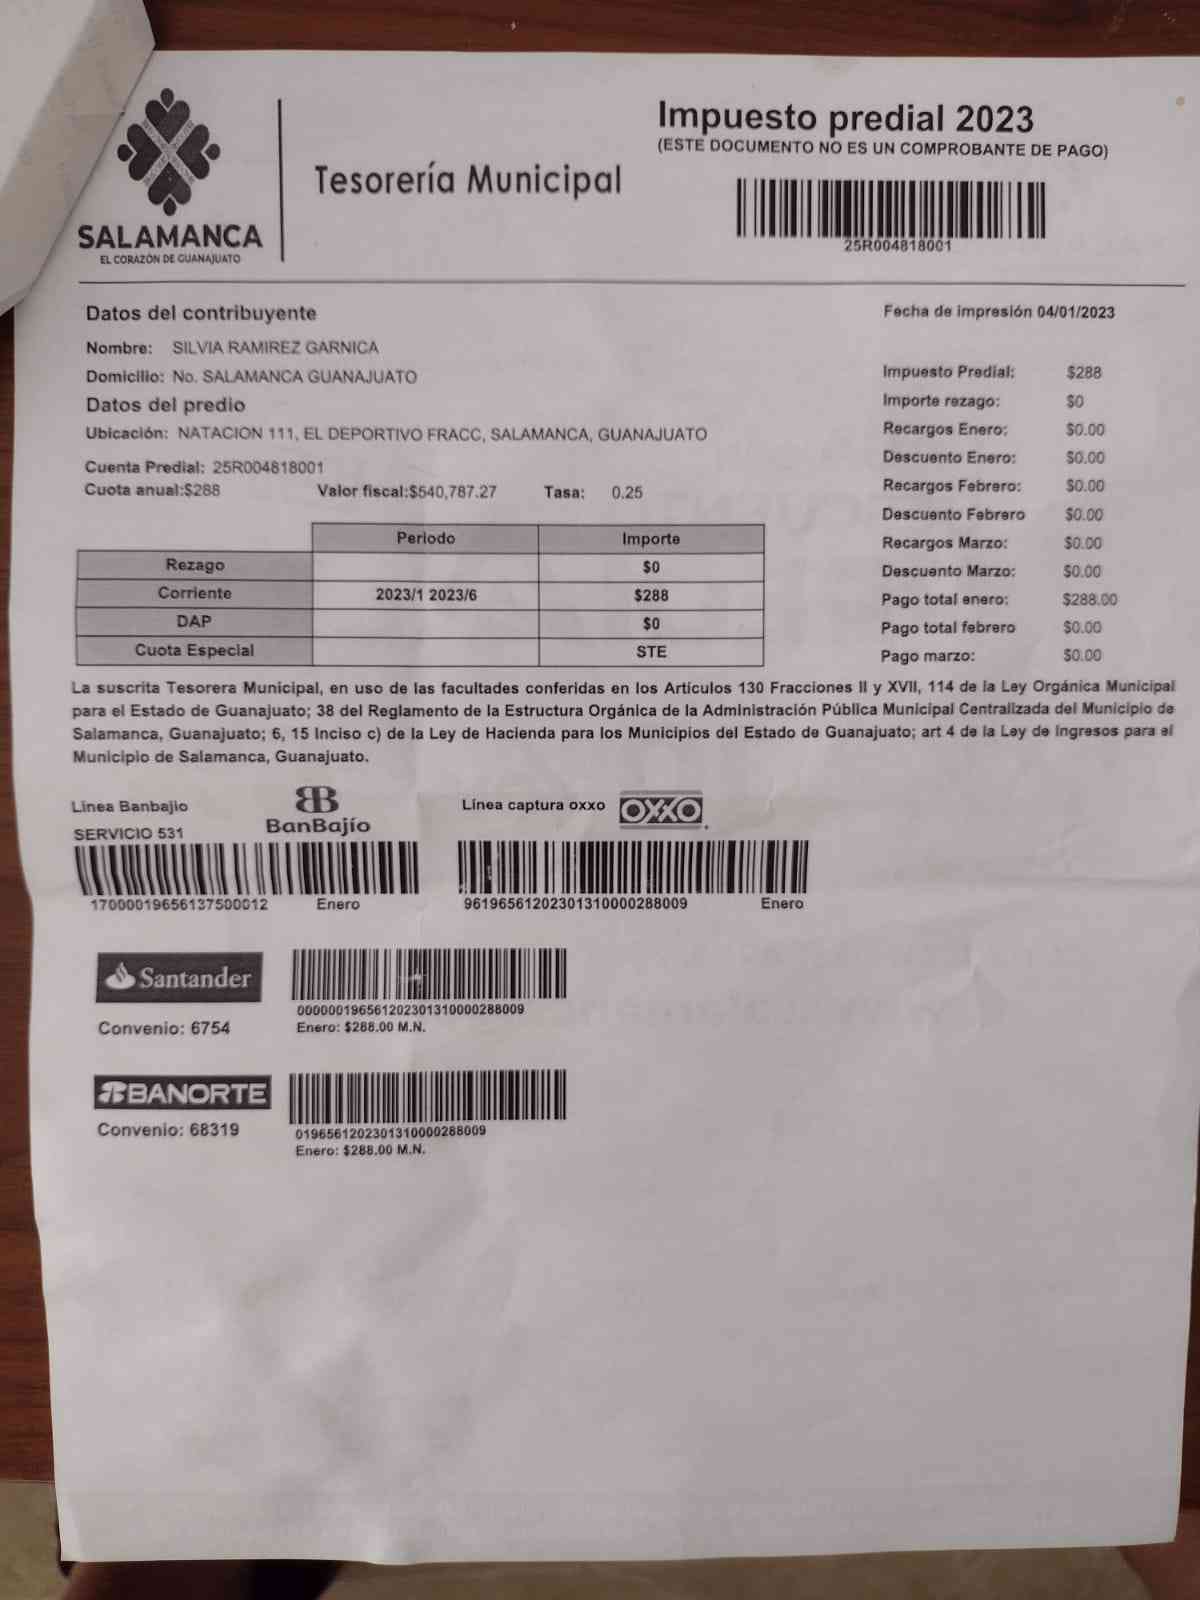 Impuesto predial 2023
(ESTE DOCUMENTO NO ES UN COMPROBANTE DE PAGO)
Tesorería Municipal
SALAMANCA
EL CORAZÓN DE GUANAJUATO
25R004818001
Datos del contribuyente
Fecha de impresión 04/01/2023
Nombre: SILVIA RAMIREZ GARNICA
Domicilio: No. SALAMANCA GUANAJUATO
Datos del predio
Ubicación: NATACION 111, EL DEPORTIVO FRACC, SALAMANCA, GUANAJUATO
Cuenta Predial: 25R004818001
Cuota anual:$288 Valor fiscal:$540,787.27 Tasa: 0.25
Impuesto Predial: $288
Importe rezago: $0
Recargos Enero: $0.00
Descuento Enero: $0.00
Recargos Febrero: $0.00
Descuento Febrero $0.00
Recargos Marzo: $0.00
Descuento Marzo: $0.00
Pago total enero: $288.00
Pago total febrero $0.00
Pago marzo: $0.00
Periodo Importe
Rezago $0
Corriente 2023/1 2023/6 $288
DAP $0
Cuota Especial STE
La suscrita Tesorera Municipal, en uso de las facultades conferidas en los Artículos 130 Fracciones II y XVII, 114 de la Ley Orgánica Municipal
para el Estado de Guanajuato; 38 del Reglamento de la Estructura Orgánica de la Administración Pública Municipal Centralizada del Municipio de
Salamanca, Guanajuato; 6, 15 Inciso c) de la Ley de Hacienda para los Municipios del Estado de Guanajuato; art 4 de la Ley de Ingresos para el
Municipio de Salamanca, Guanajuato.
Linea Banbajio
BanBajío
SERVICIO 531
17000019656137500012 Enero
Línea captura oxxo
OXXO
96196561202301310000288009 Enero
Santander
Convenio: 6754
000000196561202301310000288009
Enero: $288.00 M.N.
BANORTE
Convenio: 68319
0196561202301310000288009
Enero: $288.00 M.N.